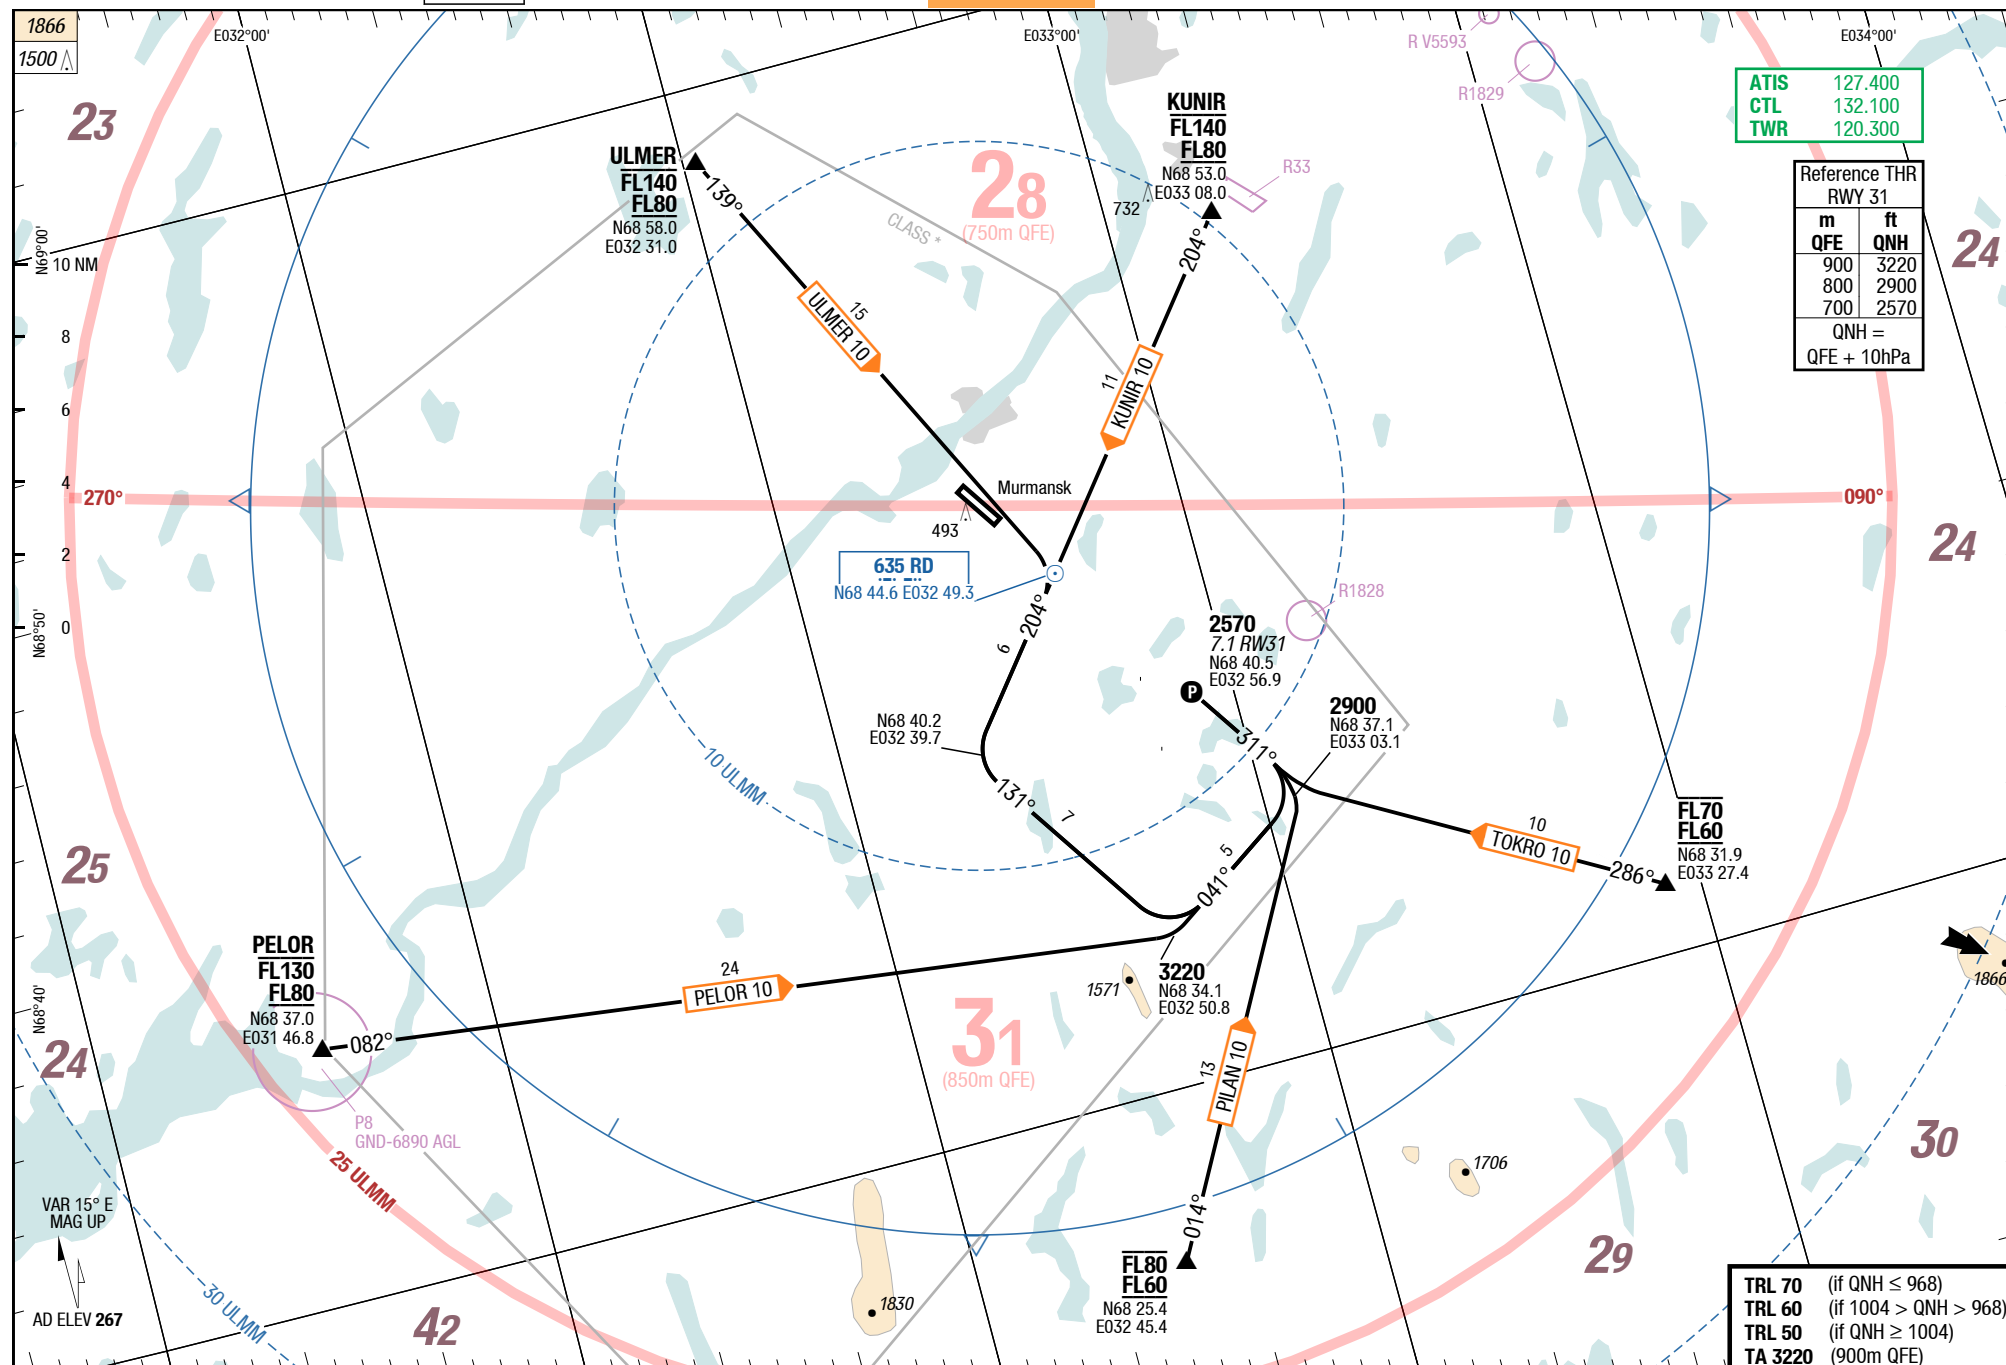 1866
1500
E032°00'
E033°00'
E034°00'
R V5593
R1829
ATIS 127.400
CTL 132.100
TWR 120.300
23
KUNIR
FL140
FL80
N68 53.0
E033 08.0
R33
732
ULMER
FL140
FL80
N68 58.0
E032 31.0
139°
28
(750m QFE)
CLASS *
Reference THR
RWY 31
m ft
QFE QNH
900 3220
800 2900
700 2570
QNH =
QFE + 10hPa
24
N69°00'
10 NM
8
6
4
2
0
204°
15
ULMER 10
11
KUNIR 10
270°
090°
Murmansk
493
24
635 RD
N68 44.6 E032 49.3
R1828
N68°50'
204°
6
2570
7.1 RW31
N68 40.5
E032 56.9
P
N68 40.2
E032 39.7
311°
2900
N68 37.1
E033 03.1
10 ULMM
131°
7
5
041°
10
TOKRO 10
286°
FL70
FL60
N68 31.9
E033 27.4
25
PELOR
FL130
FL80
N68 37.0
E031 46.8
082°
24
PELOR 10
1571
3220
N68 34.1
E032 50.8
1866
N68°40'
24
31
(850m QFE)
13
PILAN 10
P8
GND-6890 AGL
25 ULMM
30
1706
VAR 15° E
MAG UP
AD ELEV 267
30 ULMM
014°
FL80
FL60
N68 25.4
E032 45.4
29
1830
42
TRL 70 (if QNH ≤ 968)
TRL 60 (if 1004 > QNH > 968)
TRL 50 (if QNH ≥ 1004)
TA 3220 (900m QFE)